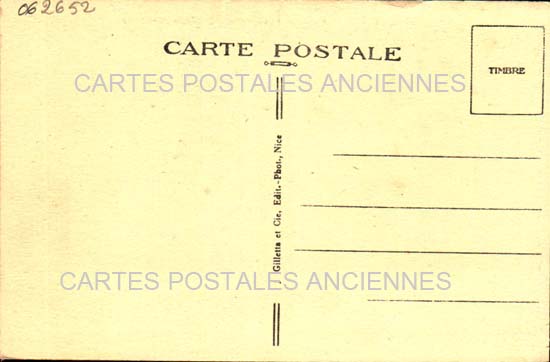 062652
CARTE POSTALE
TIMBRE
CARTES POSTALES ANCIENNES
Gilletta et Cie, Edit.-Phot., Nice
CARTES POSTALES ANCIENNES